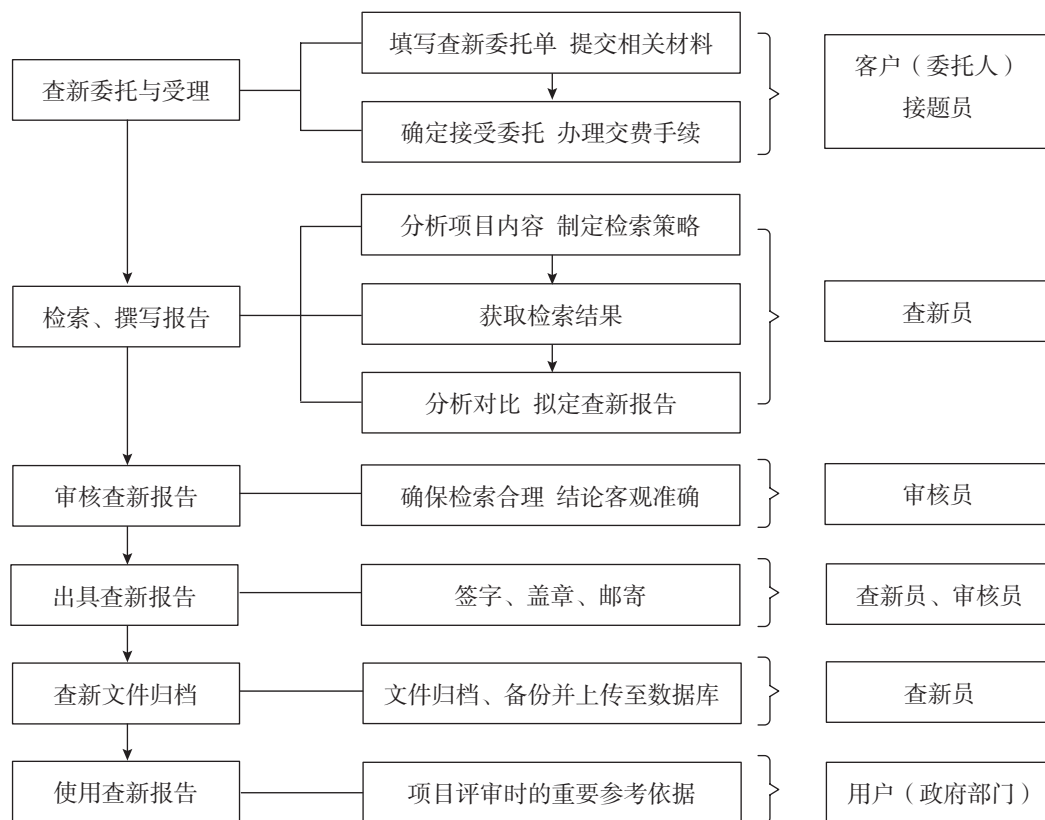 查新委托与受理
填写查新委托单 提交相关材料
确定接受委托 办理交费手续
客户（委托人）
接题员
检索、撰写报告
分析项目内容 制定检索策略
获取检索结果
分析对比 拟定查新报告
查新员
审核查新报告
确保检索合理 结论客观准确
审核员
出具查新报告
签字、盖章、邮寄
查新员、审核员
查新文件归档
文件归档、备份并上传至数据库
查新员
使用查新报告
项目评审时的重要参考依据
用户（政府部门）